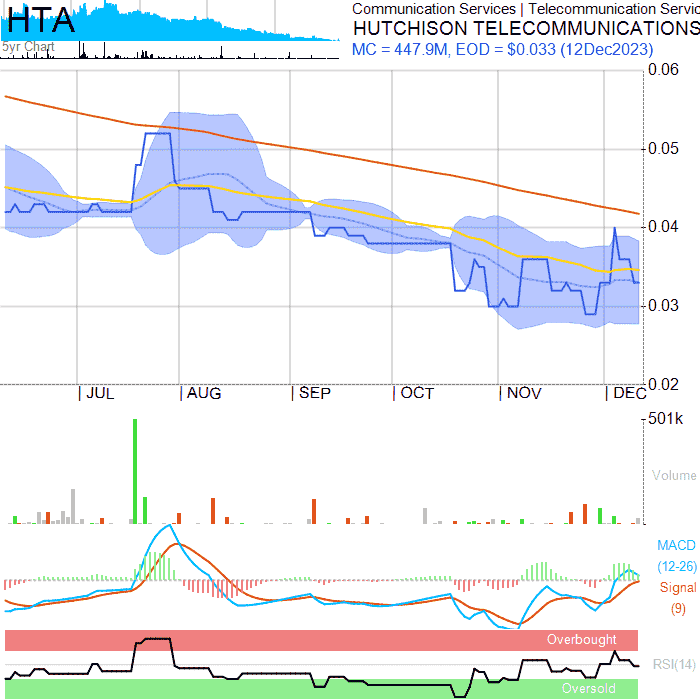 HTA
5yr Chart
Communication Services | Telecommunication Servic
HUTCHISON TELECOMMUNICATIONS
MC = 447.9M, EOD = $0.033 (12Dec2023)
0.06
0.05
0.04
0.03
0.02
| JUL | AUG | SEP | OCT | NOV | DEC
501k
Volume
MACD
(12-26)
Signal
(9)
Overbought
RSI(14)
Oversold